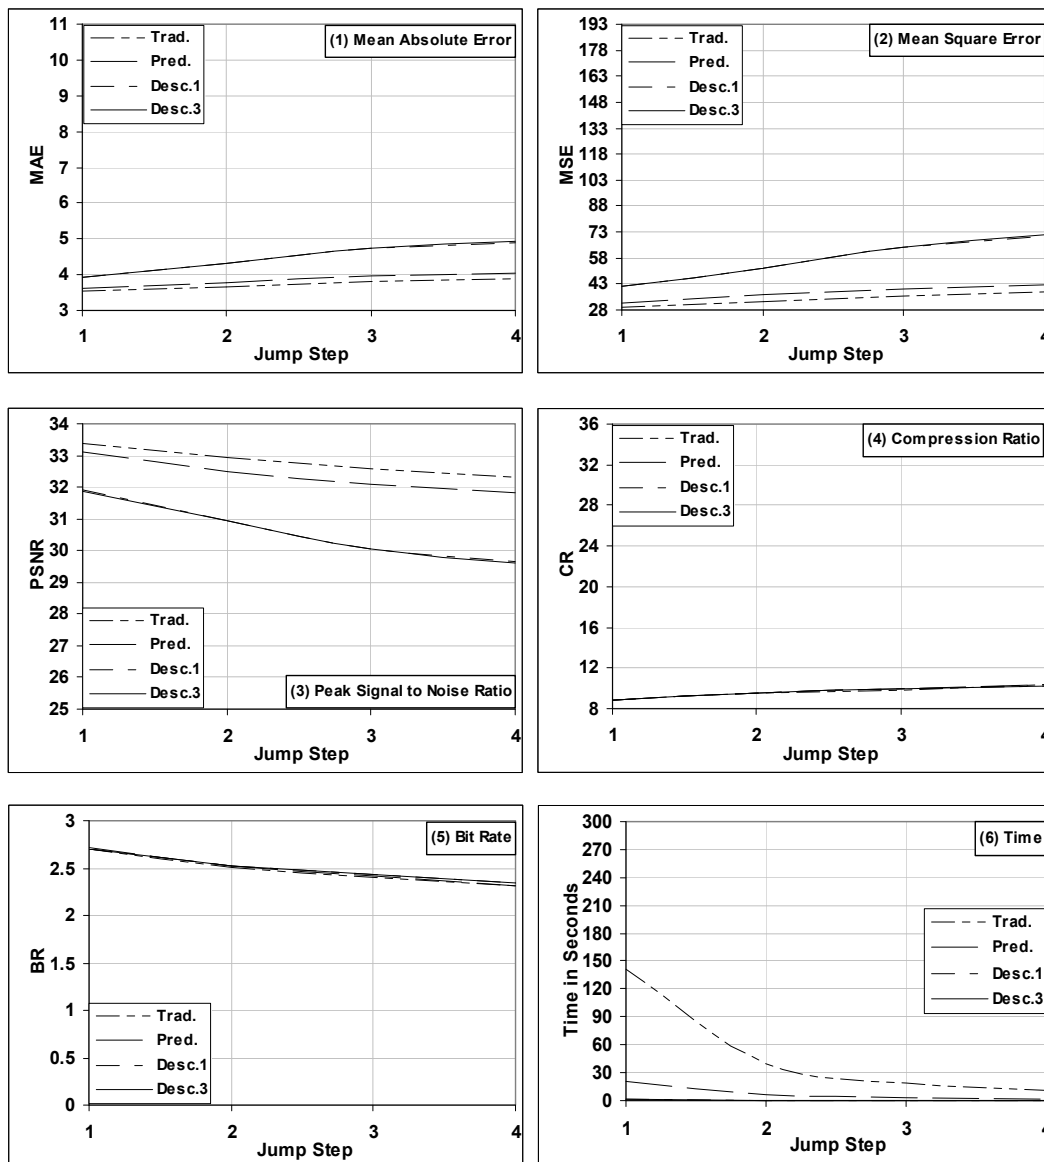 (1) Mean Absolute Error
Trad.
Pred.
Desc.1
Desc.3
MAE
11
10
9
8
7
6
5
4
3
1 2 3 4
Jump Step
(2) Mean Square Error
Trad.
Pred.
Desc.1
Desc.3
MSE
193
178
163
148
133
118
103
88
73
58
43
28
1 2 3 4
Jump Step
(3) Peak Signal to Noise Ratio
Trad.
Pred.
Desc.1
Desc.3
PSNR
34
33
32
31
30
29
28
27
26
25
1 2 3 4
Jump Step
(4) Compression Ratio
Trad.
Pred.
Desc.1
Desc.3
CR
36
32
28
24
20
16
12
8
1 2 3 4
Jump Step
(5) Bit Rate
Trad.
Pred.
Desc.1
Desc.3
BR
3
2.5
2
1.5
1
0.5
0
1 2 3 4
Jump Step
(6) Time
Trad.
Pred.
Desc.1
Desc.3
Time in Seconds
300
270
240
210
180
150
120
90
60
30
0
1 2 3 4
Jump Step